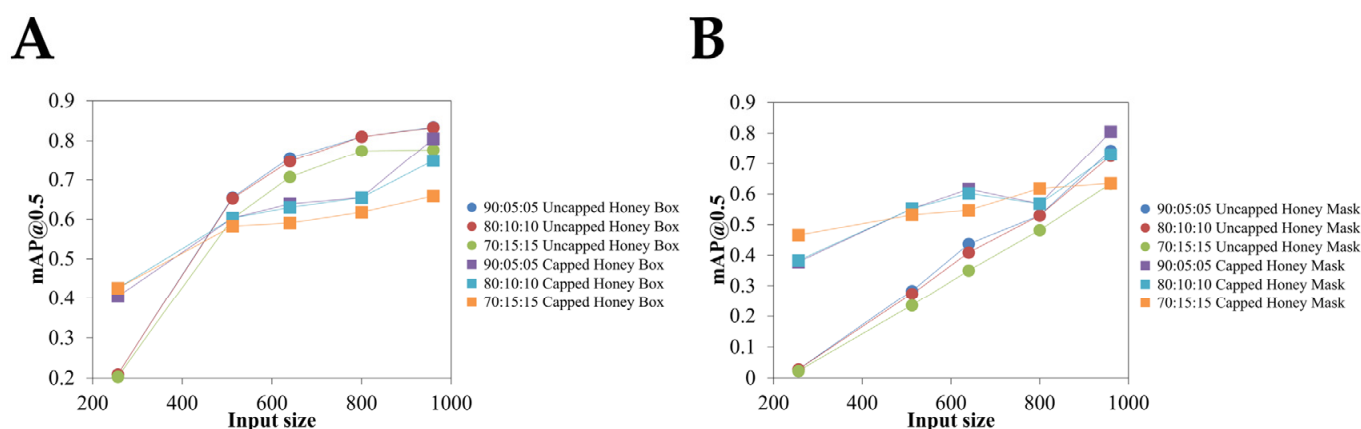 A
mAP@0.5
0.9
0.8
0.7
0.6
0.5
0.4
0.3
0.2
200 400 600 800 1000
Input size
90:05:05 Uncapped Honey Box
80:10:10 Uncapped Honey Box
70:15:15 Uncapped Honey Box
90:05:05 Capped Honey Box
80:10:10 Capped Honey Box
70:15:15 Capped Honey Box
B
mAP@0.5
0.9
0.8
0.7
0.6
0.5
0.4
0.3
0.2
0.1
0
200 400 600 800 1000
Input size
90:05:05 Uncapped Honey Mask
80:10:10 Uncapped Honey Mask
70:15:15 Uncapped Honey Mask
90:05:05 Capped Honey Mask
80:10:10 Capped Honey Mask
70:15:15 Capped Honey Mask